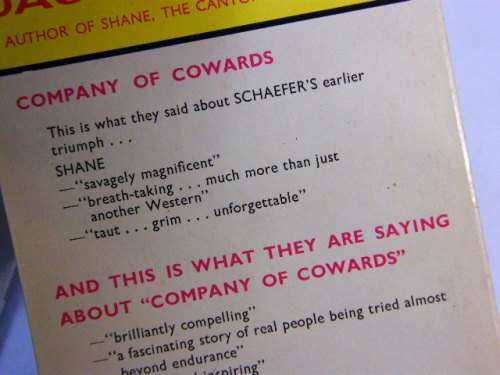 AUTHOR OF SHANE, THE
COMPANY OF COWARDS
This is what they said about SCHAEFER'S earlier
triumph . . .
SHANE
—"savagely magnificent"
—"breath-taking . . . much more than just
another Western"
—"taut . . . grim . . . unforgettable"
AND THIS IS WHAT THEY ARE SAYING
ABOUT "COMPANY OF COWARDS"
—"brilliantly compelling"
—"a fascinating story of real people being tried almost
beyond endurance"
inspiring"